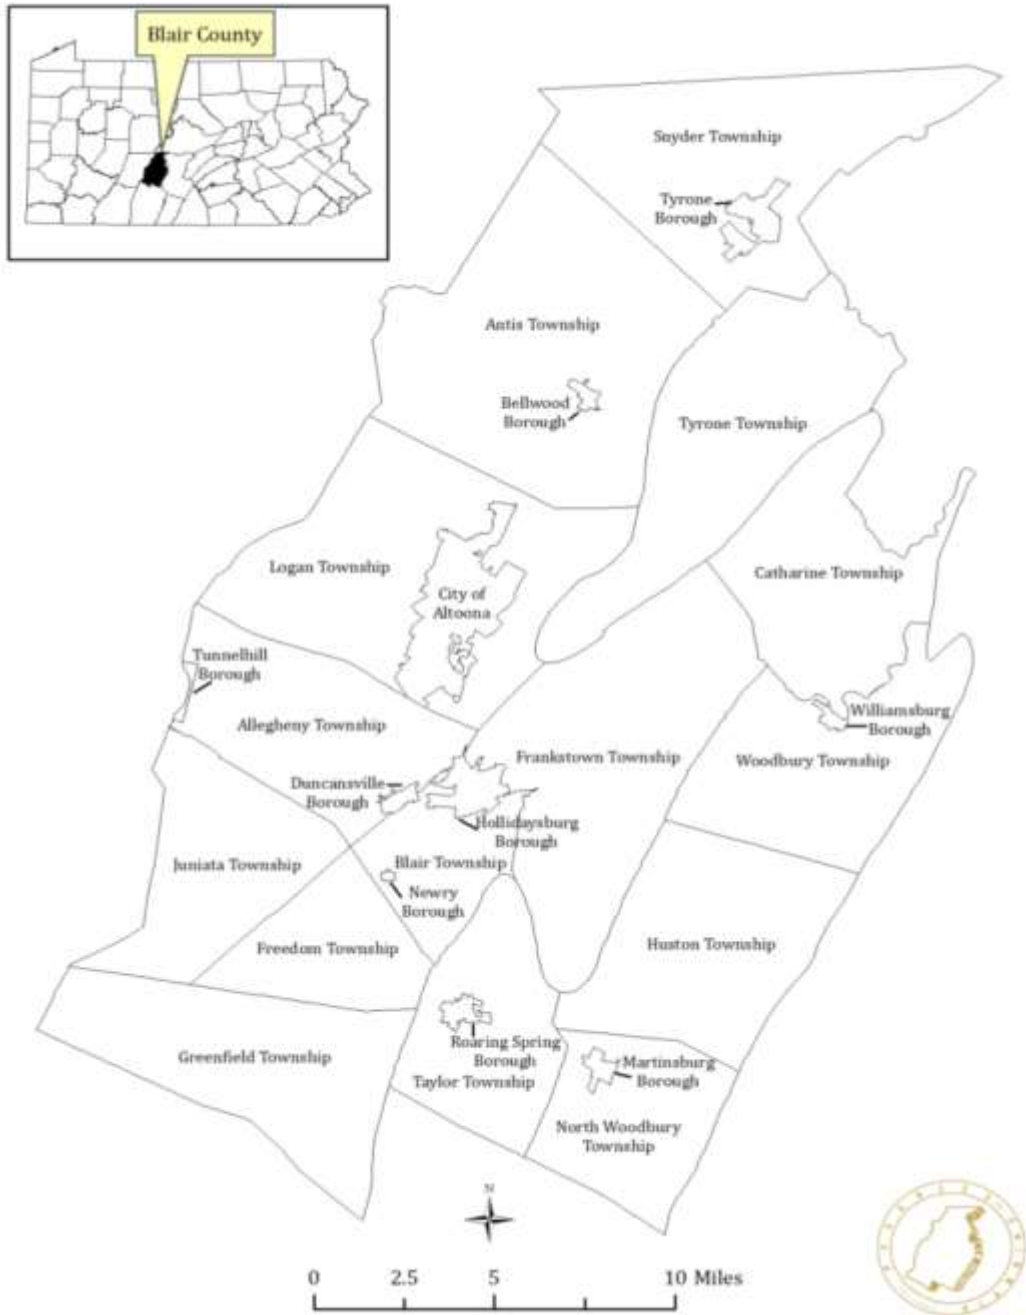 Blair County
Snyder Township
Tyrone
Borough
Antis Township
Bellwood
Borough
Tyrone Township
Logan Township
City of
Altoona
Catharine Township
Tunnelhill
Borough
Allegheny Township
Williamsburg
Borough
Frankstown Township
Woodbury Township
Duncansville
Borough
Hollidaysburg
Borough
Juniata Township
Blair Township
Newry
Borough
Freedom Township
Huston Township
Greenfield Township
Roaring Spring
Borough
Taylor Township
Martinsburg
Borough
North Woodbury
Township
N
0 2.5 5 10 Miles